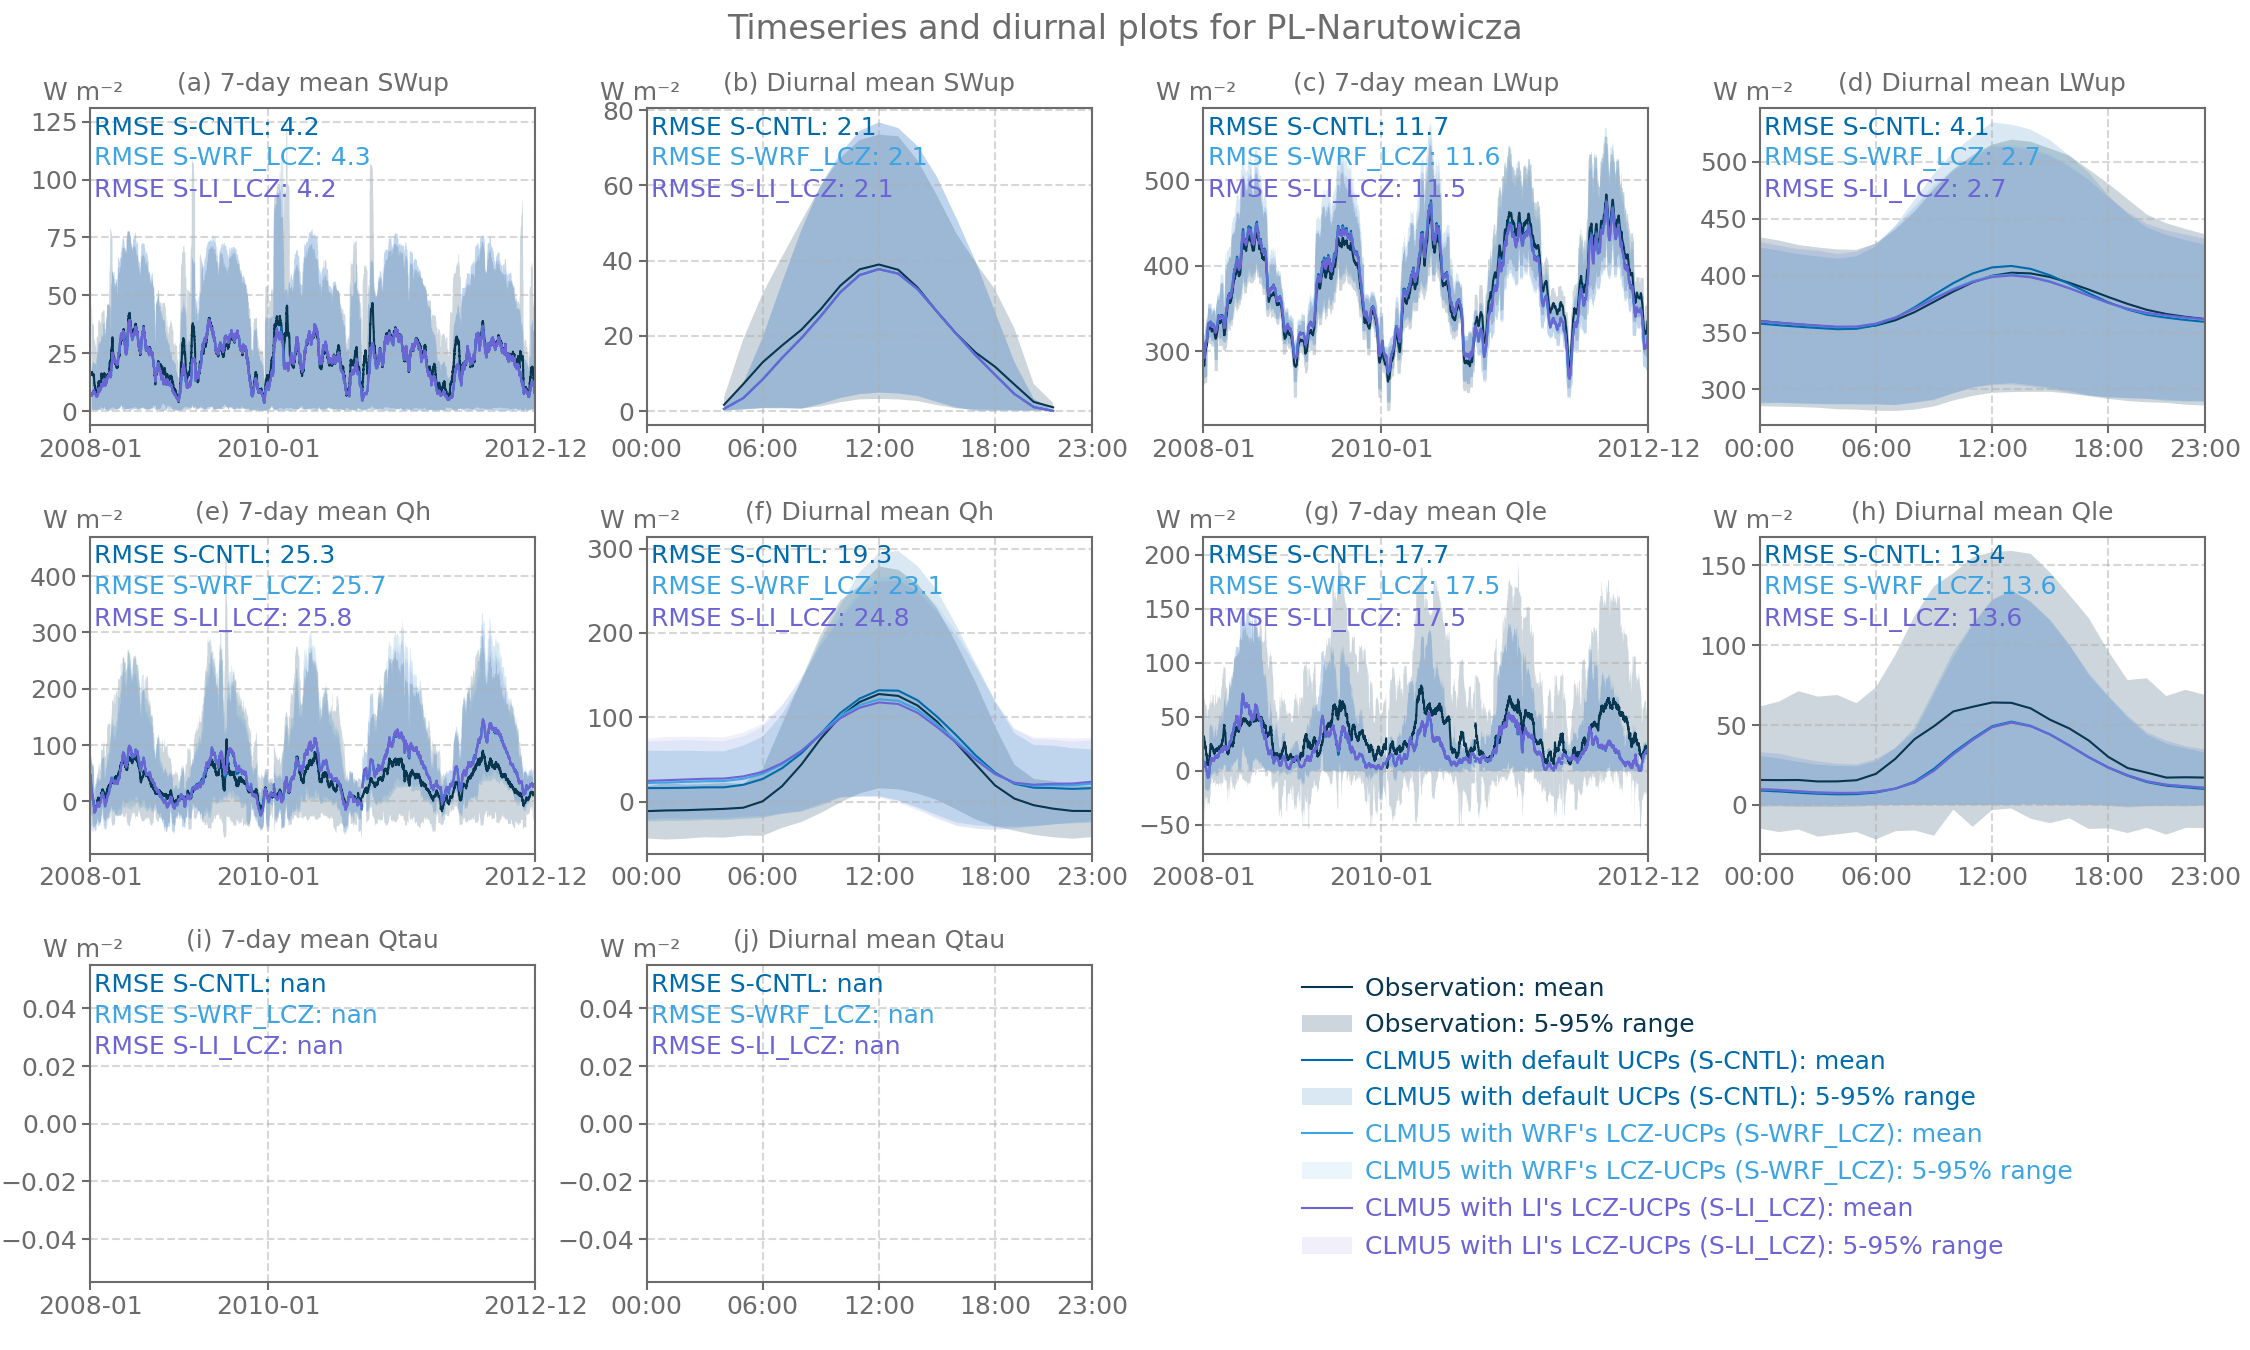 Timeseries and diurnal plots for PL-Narutowicza
W m⁻²
(a) 7-day mean SWup
RMSE S-CNTL: 4.2
RMSE S-WRF_LCZ: 4.3
RMSE S-LI_LCZ: 4.2
125
100
75
50
25
0
2008-01 2010-01 2012-12
W m⁻²
(b) Diurnal mean SWup
RMSE S-CNTL: 2.1
RMSE S-WRF_LCZ: 2.1
RMSE S-LI_LCZ: 2.1
80
60
40
20
0
00:00 06:00 12:00 18:00 23:00
W m⁻²
(c) 7-day mean LWup
RMSE S-CNTL: 11.7
RMSE S-WRF_LCZ: 11.6
RMSE S-LI_LCZ: 11.5
500
400
300
2008-01 2010-01 2012-12
W m⁻²
(d) Diurnal mean LWup
RMSE S-CNTL: 4.1
RMSE S-WRF_LCZ: 2.7
RMSE S-LI_LCZ: 2.7
500
450
400
350
300
00:00 06:00 12:00 18:00 23:00
W m⁻²
(e) 7-day mean Qh
RMSE S-CNTL: 25.3
RMSE S-WRF_LCZ: 25.7
RMSE S-LI_LCZ: 25.8
400
300
200
100
0
2008-01 2010-01 2012-12
W m⁻²
(f) Diurnal mean Qh
RMSE S-CNTL: 19.3
RMSE S-WRF_LCZ: 23.1
RMSE S-LI_LCZ: 24.8
300
200
100
0
00:00 06:00 12:00 18:00 23:00
W m⁻²
(g) 7-day mean Qle
RMSE S-CNTL: 17.7
RMSE S-WRF_LCZ: 17.5
RMSE S-LI_LCZ: 17.5
200
150
100
50
0
−50
2008-01 2010-01 2012-12
W m⁻²
(h) Diurnal mean Qle
RMSE S-CNTL: 13.4
RMSE S-WRF_LCZ: 13.6
RMSE S-LI_LCZ: 13.6
150
100
50
0
00:00 06:00 12:00 18:00 23:00
W m⁻²
(i) 7-day mean Qtau
RMSE S-CNTL: nan
RMSE S-WRF_LCZ: nan
RMSE S-LI_LCZ: nan
0.04
0.02
0.00
−0.02
−0.04
2008-01 2010-01 2012-12
W m⁻²
(j) Diurnal mean Qtau
RMSE S-CNTL: nan
RMSE S-WRF_LCZ: nan
RMSE S-LI_LCZ: nan
0.04
0.02
0.00
−0.02
−0.04
00:00 06:00 12:00 18:00 23:00
Observation: mean
Observation: 5-95% range
CLMU5 with default UCPs (S-CNTL): mean
CLMU5 with default UCPs (S-CNTL): 5-95% range
CLMU5 with WRF's LCZ-UCPs (S-WRF_LCZ): mean
CLMU5 with WRF's LCZ-UCPs (S-WRF_LCZ): 5-95% range
CLMU5 with LI's LCZ-UCPs (S-LI_LCZ): mean
CLMU5 with LI's LCZ-UCPs (S-LI_LCZ): 5-95% range